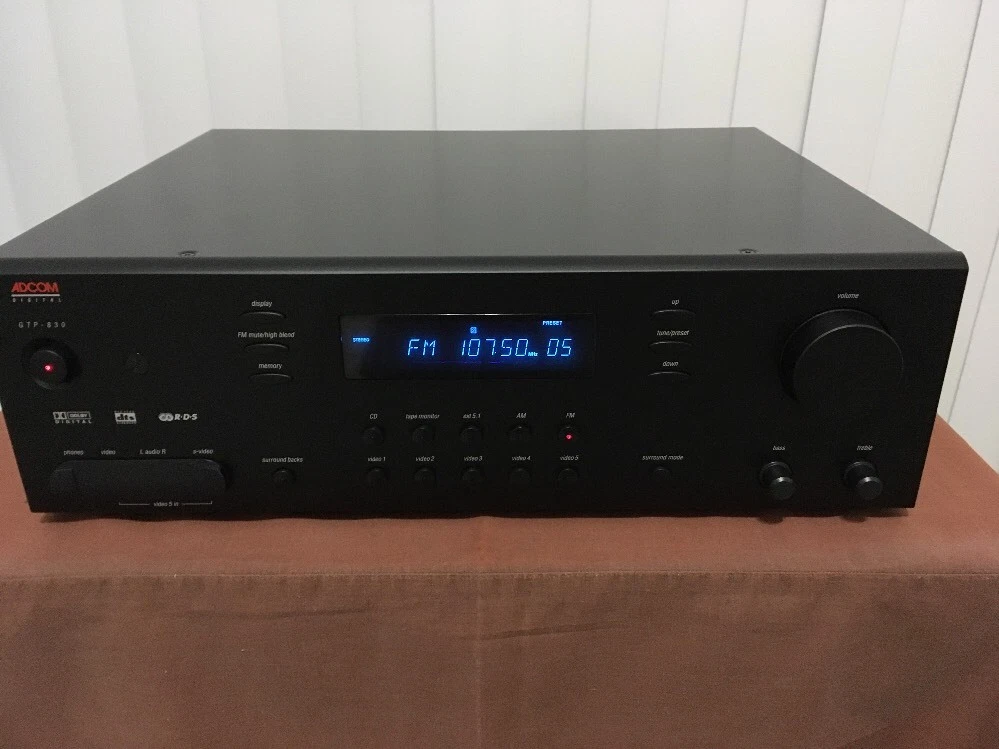 ADCOM
DIGITAL
GTP-830
display
FM mute/high blend
memory
STEREO
PRESET
FM 107.50 MHz 05
up
tune/preset
down
volume
DOLBY
DIGITAL
dts
R·D·S
CD
tape monitor
ext 5.1
AM
FM
phones
video
L audio R
s-video
video 5 in
surround backs
video 1
video 2
video 3
video 4
video 5
surround mode
bass
treble